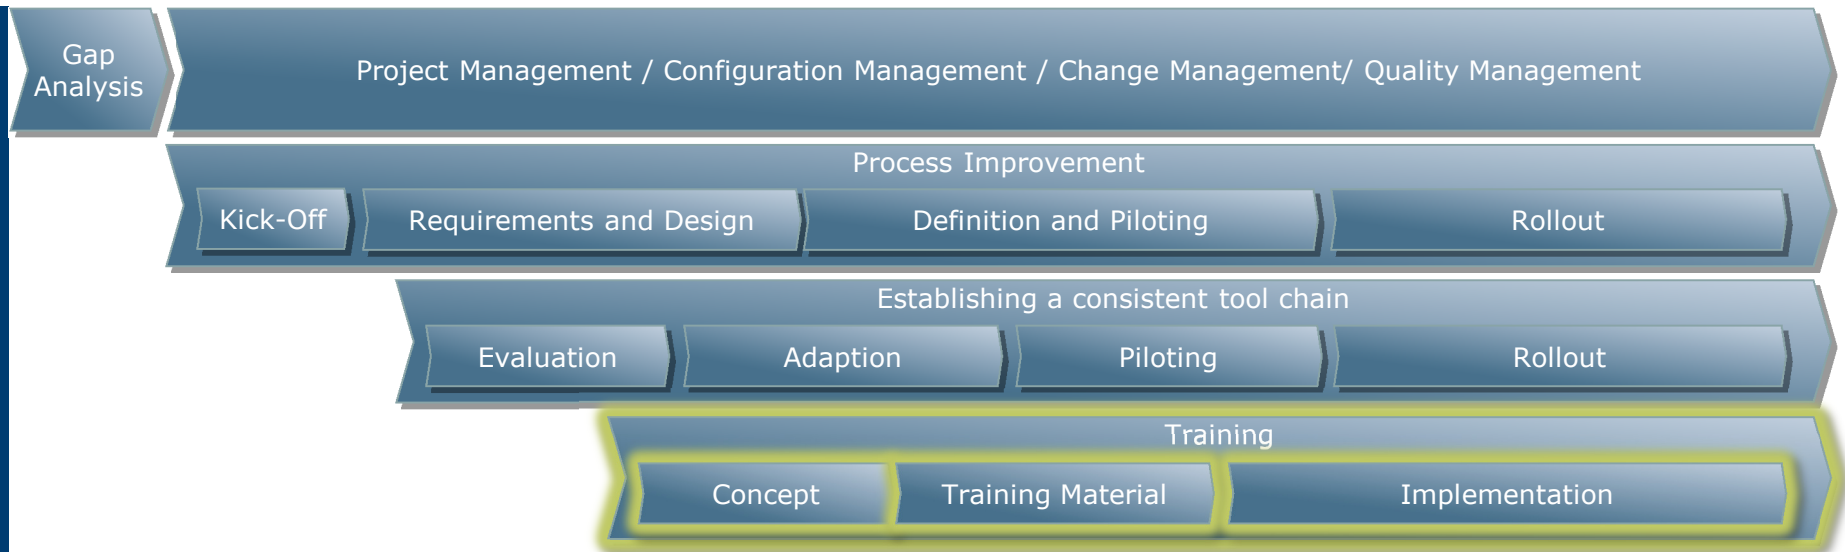 Gap
Analysis
Project Management / Configuration Management / Change Management/ Quality Management
Process Improvement
Kick-Off
Requirements and Design
Definition and Piloting
Rollout
Establishing a consistent tool chain
Evaluation
Adaption
Piloting
Rollout
Training
Concept
Training Material
Implementation